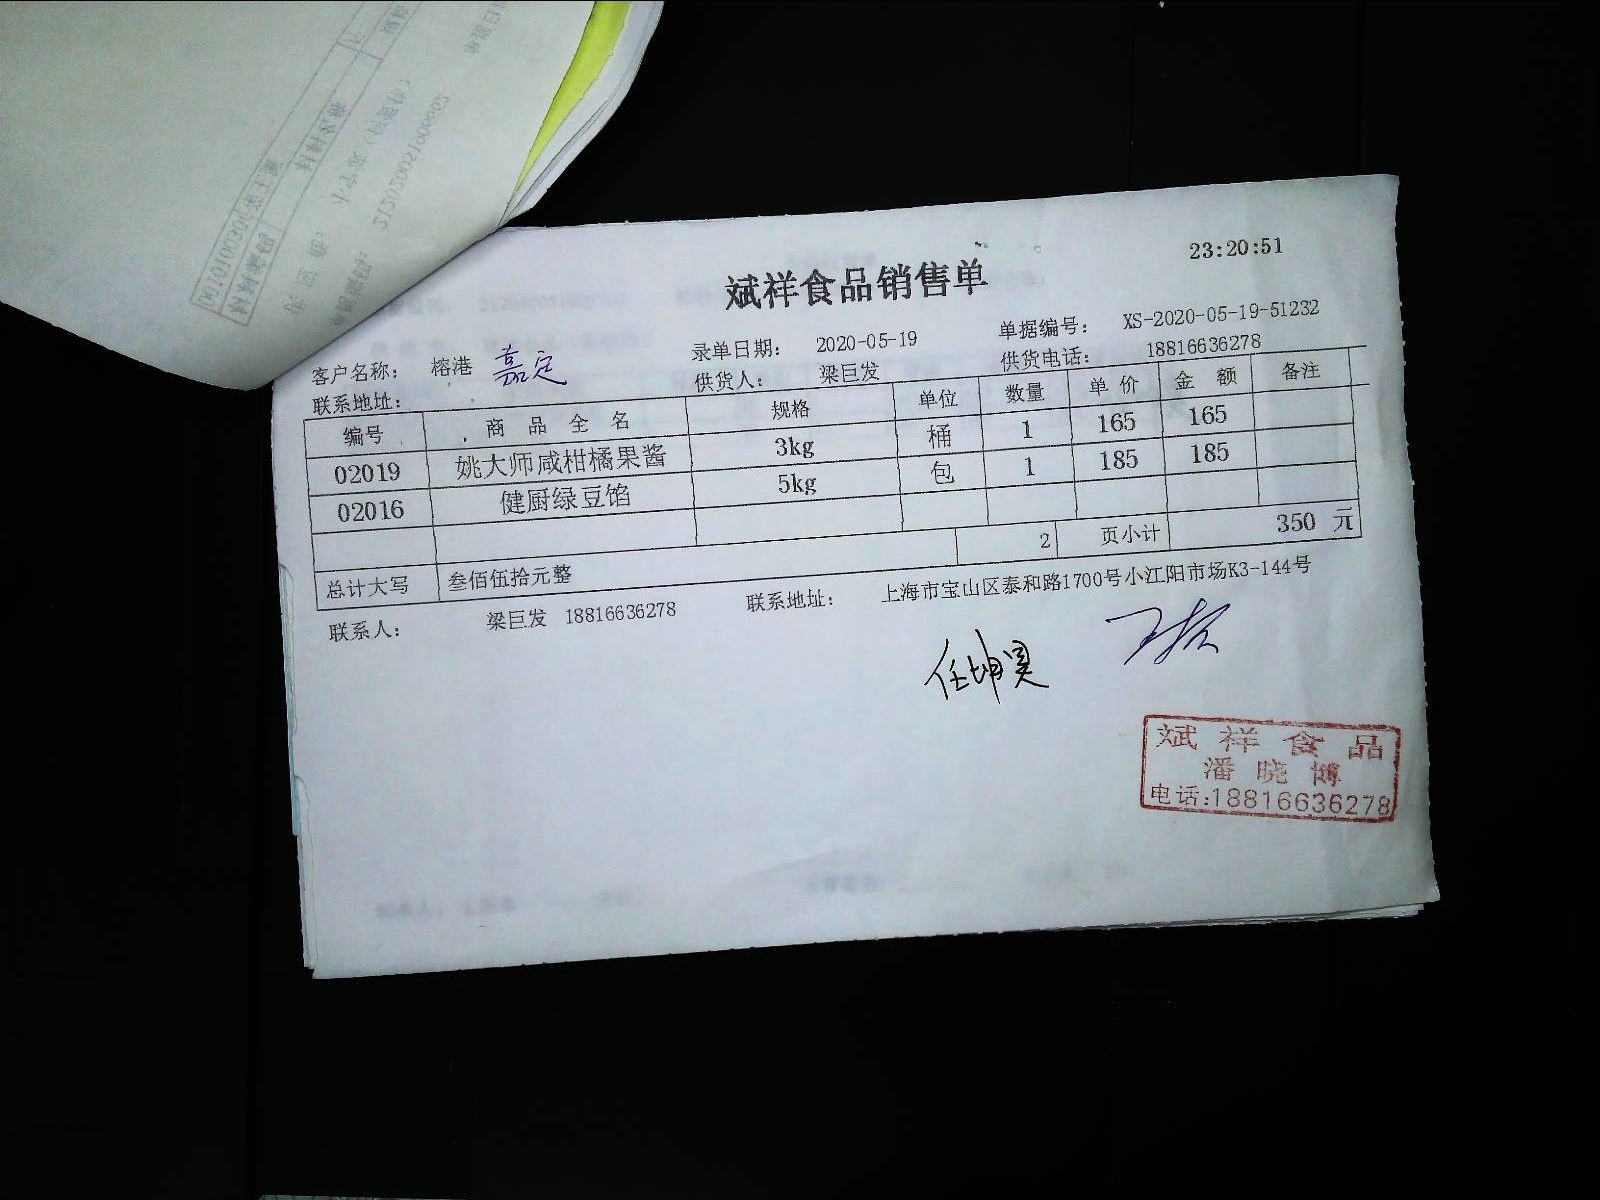 23:20:51
斌祥食品销售单
客户名称： 榕港 嘉定 录单日期： 2020-05-19 单据编号： XS-2020-05-19-51232
联系地址： 供货人： 梁巨发 供货电话： 18816636278
编号 商品全名 规格 单位 数量 单价 金额 备注
02019 姚大师咸柑橘果酱 3kg 桶 1 165 165
02016 健厨绿豆馅 5kg 包 1 185 185
总计大写 叁佰伍拾元整 2 页小计 350 元
联系人： 梁巨发 18816636278 联系地址： 上海市宝山区泰和路1700号小江阳市场K3-144号
任坤昊
斌祥食品
潘晓博
电话:18816636278